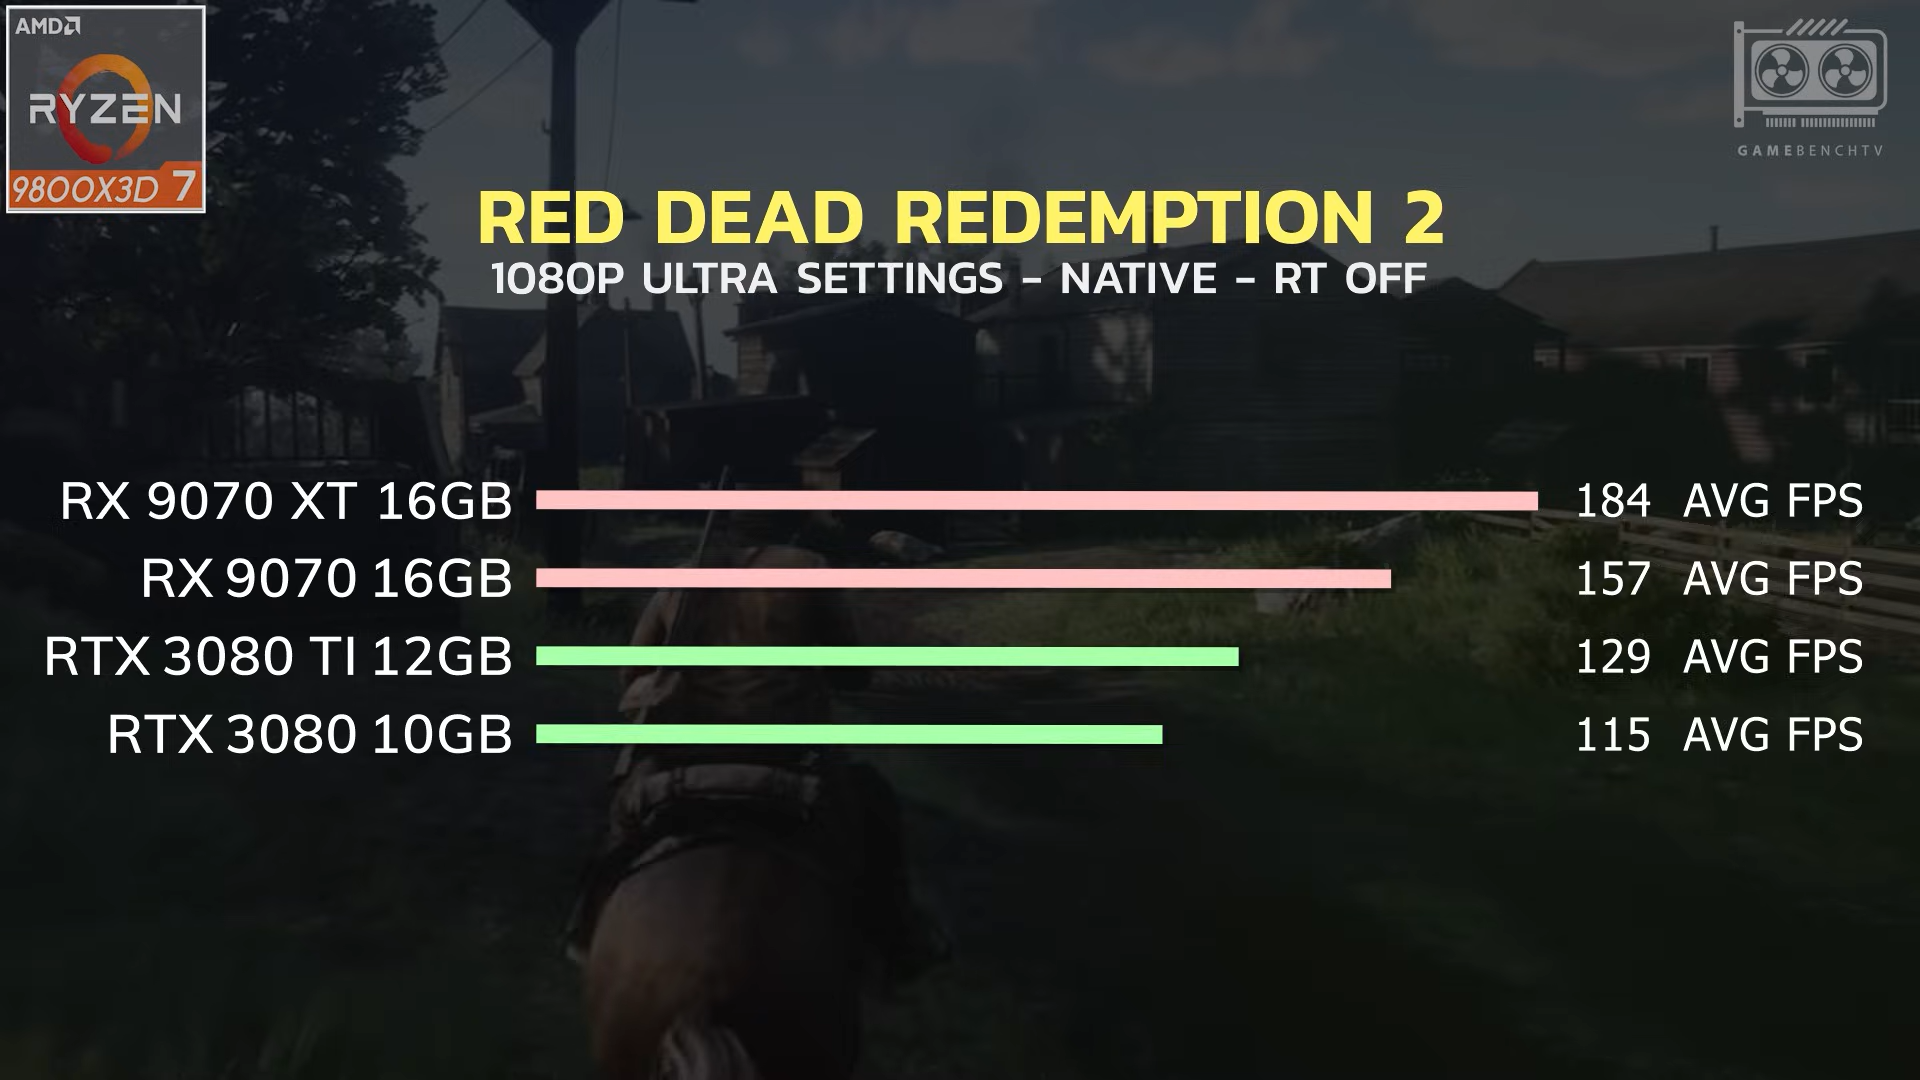 AMD
RYZEN
9800X3D 7
GAMEBENCHTV
RED DEAD REDEMPTION 2
1080P ULTRA SETTINGS - NATIVE - RT OFF
RX 9070 XT 16GB 184 AVG FPS
RX 9070 16GB 157 AVG FPS
RTX 3080 TI 12GB 129 AVG FPS
RTX 3080 10GB 115 AVG FPS